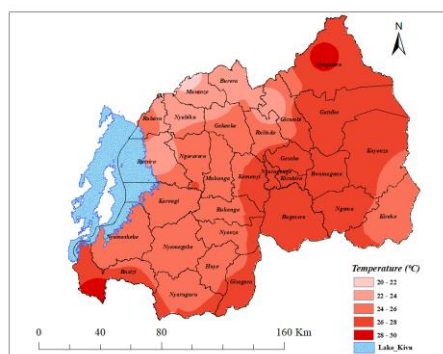 N
Burera
Musanze
Nyagatare
Rubavu
Nyabihu
Gakenke
Gicumbi
Gatsibo
Rulindo
Rutsiro
Ngororero
Kayonza
Gasabo
Muhanga
Kamonyi
Nyarugenge
Kicukiro
Rwamagana
Karongi
Ruhango
Bugesera
Ngoma
Kirehe
Nyanza
Nyamasheke
Nyamagabe
Huye
Rusizi
Gisagara
Nyaruguru
Temperature (°C)
20 - 22
22 - 24
24 - 26
26 - 28
28 - 30
Lake_Kivu
0 40 80 160 Km